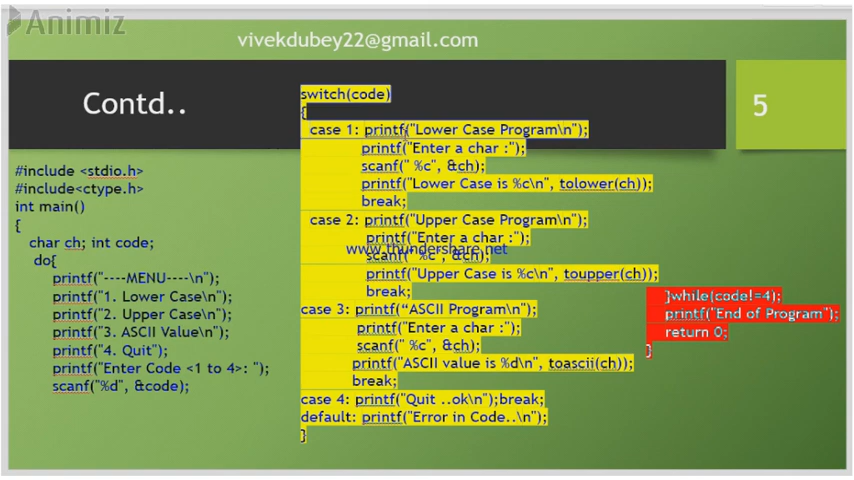 Animiz
vivekdubey22@gmail.com
Contd..
5
#include <stdio.h>
#include<ctype.h>
int main()
{
char ch; int code;
do{
printf("----MENU----\n");
printf("1. Lower Case\n");
printf("2. Upper Case\n");
printf("3. ASCII Value\n");
printf("4. Quit");
printf("Enter Code <1 to 4>: ");
scanf("%d", &code);
switch(code)
{
case 1: printf("Lower Case Program\n");
printf("Enter a char :");
scanf(" %c", &ch);
printf("Lower Case is %c\n", tolower(ch));
break;
case 2: printf("Upper Case Program\n");
printf("Enter a char :");
www.thundershare.net
scanf(" %c", &ch);
printf("Upper Case is %c\n", toupper(ch));
break;
case 3: printf(“ASCII Program\n");
printf("Enter a char :");
scanf(" %c", &ch);
printf("ASCII value is %d\n", toascii(ch));
break;
case 4: printf("Quit ..ok\n");break;
default: printf("Error in Code..\n");
}
}while(code!=4);
printf("End of Program");
return 0;
}